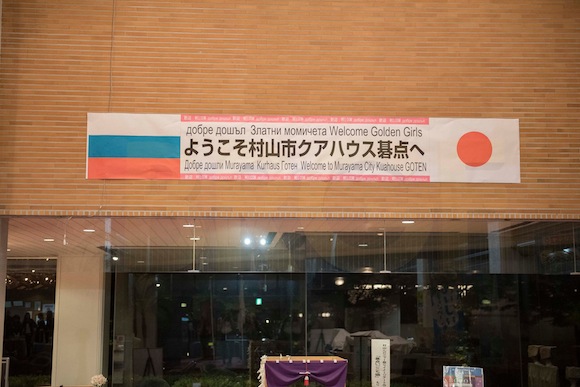 добре дошъл Златни момичета Welcome Golden Girls
ようこそ村山市クアハウス碁点へ
Добре дошли Murayama Kurhaus Готен Welcome to Murayama City Kuahouse GOTEN